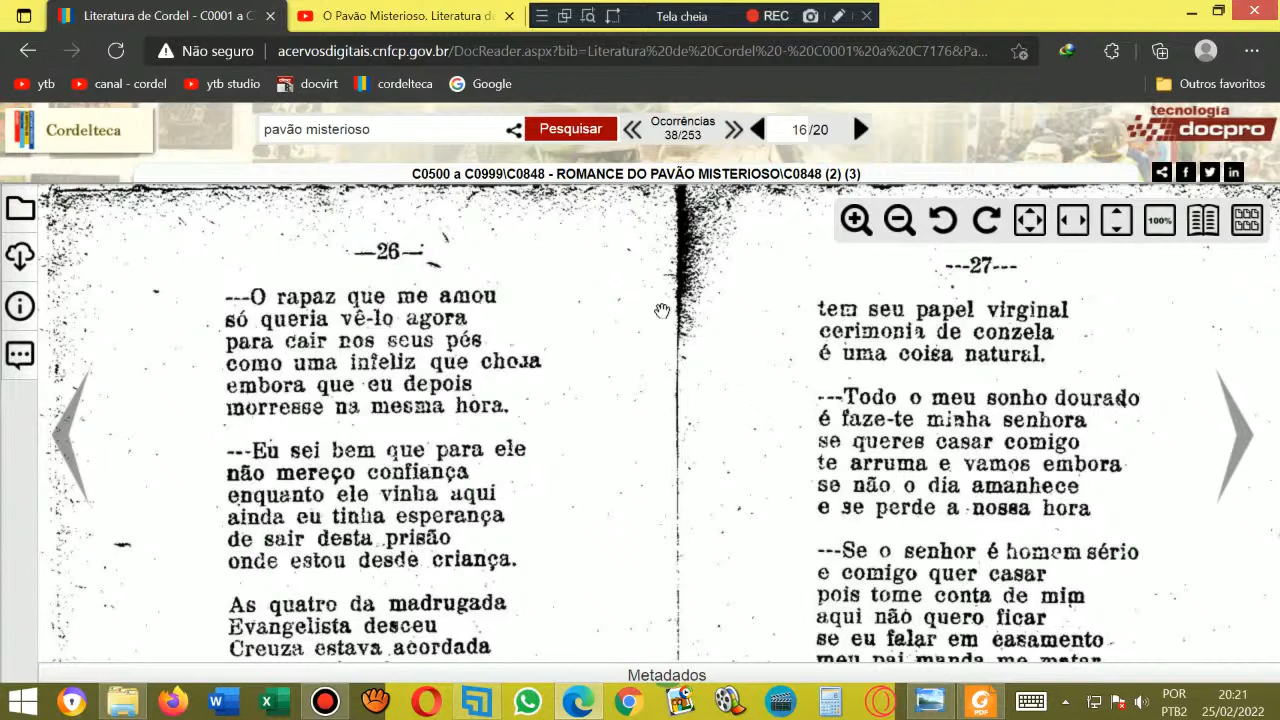 Literatura de Cordel - C0001 a C
O Pavão Misterioso. Literatura de
Tela cheia
REC
Não seguro
acervosdigitais.cnfcp.gov.br/DocReader.aspx?bib=Literatura%20de%20Cordel%20-%20C0001%20a%20C7176&Pa...
ytb
canal - cordel
ytb studio
docvirt
cordelteca
Google
Outros favoritos
Cordelteca
pavão misterioso
Pesquisar
Ocorrências
38/253
16/20
tecnologia
docpro
C0500 a C0999\C0848 - ROMANCE DO PAVÃO MISTERIOSO\C0848 (2) (3)
100%
—26—
---O rapaz que me amou
só queria vê-lo agora
para cair nos seus pés
como uma infeliz que chora
embora que eu depois
morresse na mesma hora.
---Eu sei bem que para ele
não mereço confiança
enquanto ele vinha aqui
ainda eu tinha esperança
de sair desta prisão
onde estou desde criança.
As quatro da madrugada
Evangelista desceu
Creuza estava acordada
---27---
tem seu papel virginal
cerimonia de conzela
é uma coisa natural.
---Todo o meu sonho dourado
é faze-te minha senhora
se queres casar comigo
te arruma e vamos embora
se não o dia amanhece
e se perde a nossa hora
---Se o senhor é homem sério
e comigo quer casar
pois tome conta de mim
aqui não quero ficar
se eu falar em casamento
meu pai manda me matar
Metadados
POR
PTB2
20:21
25/02/2022